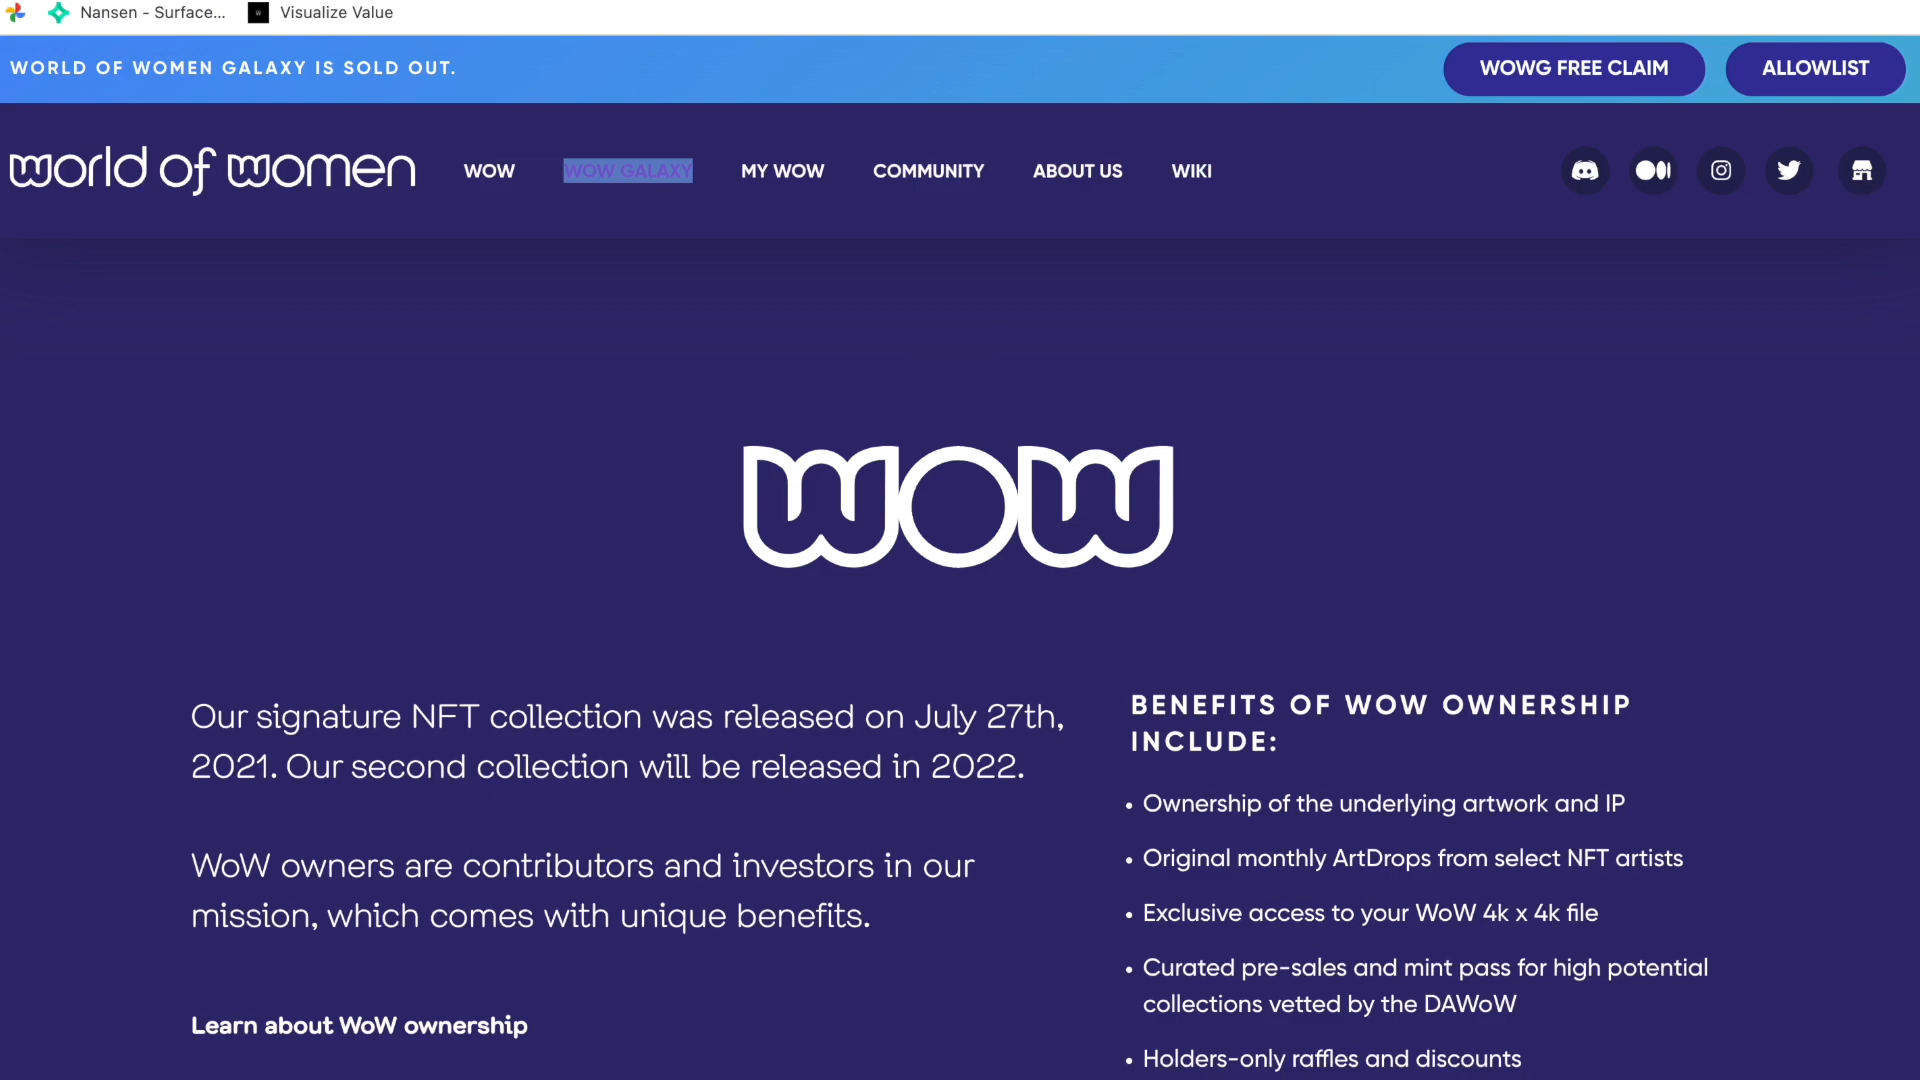 Nansen - Surface... Visualize Value
WORLD OF WOMEN GALAXY IS SOLD OUT. WOWG FREE CLAIM ALLOWLIST
world of women WOW WOW GALAXY MY WOW COMMUNITY ABOUT US WIKI
WOW
Our signature NFT collection was released on July 27th,
2021. Our second collection will be released in 2022.
WoW owners are contributors and investors in our
mission, which comes with unique benefits.
Learn about WoW ownership
BENEFITS OF WOW OWNERSHIP
INCLUDE:
• Ownership of the underlying artwork and IP
• Original monthly ArtDrops from select NFT artists
• Exclusive access to your WoW 4k x 4k file
• Curated pre-sales and mint pass for high potential
collections vetted by the DAWoW
• Holders-only raffles and discounts